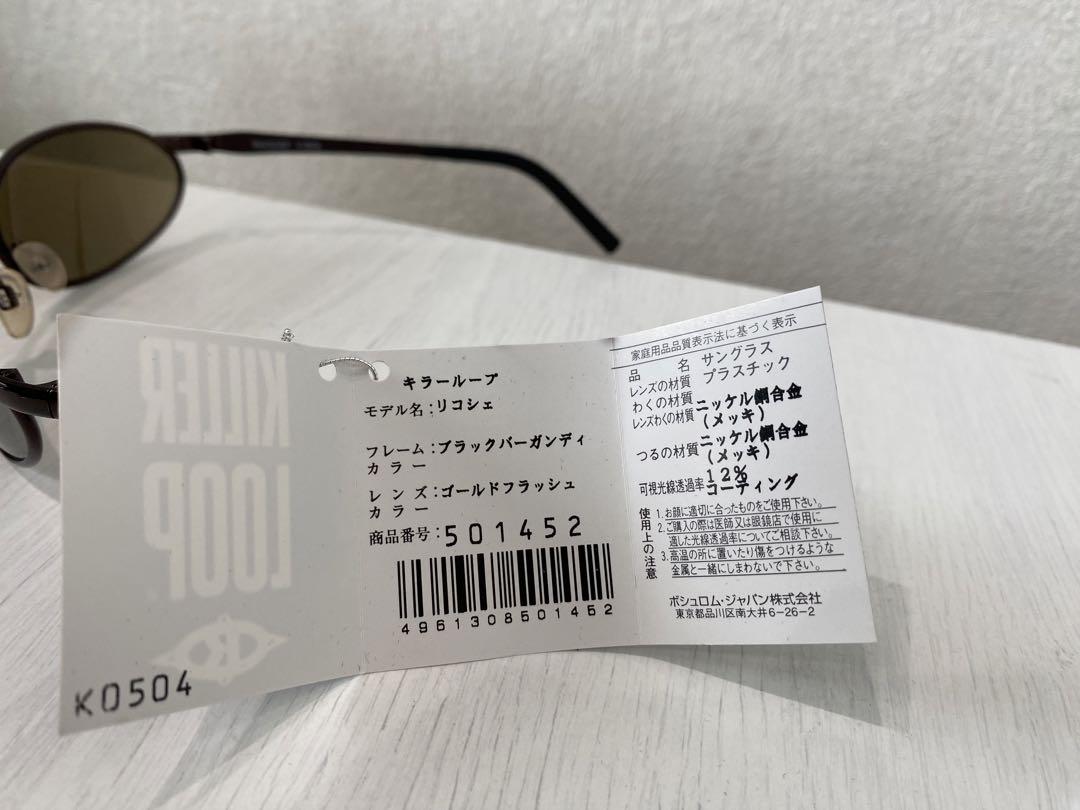 KILLER
LOOP
K0504
キラーループ
モデル名:リコシェ
フレーム:ブラックバーガンディ
カラー
レンズ:ゴールドフラッシュ
カラー
商品番号:501452
4961308501452
家庭用品品質表示法に基づく表示
品名 サングラス
レンズの材質 プラスチック
わくの材質 ニッケル銅合金
レンズわくの材質 (メッキ)
つるの材質 ニッケル銅合金
(メッキ)
可視光線透過率 12%
コーティング
使用上の注意
1.お顔に適切に合ったものをご使用下さい。
2.ご購入の際は医師又は眼鏡店で使用に
適した光線透過率についてご相談下さい。
3.高温の所に置いたり傷をつけるような
金属と一緒にしまわないで下さい。
ボシュロム・ジャパン株式会社
東京都品川区南大井6-26-2